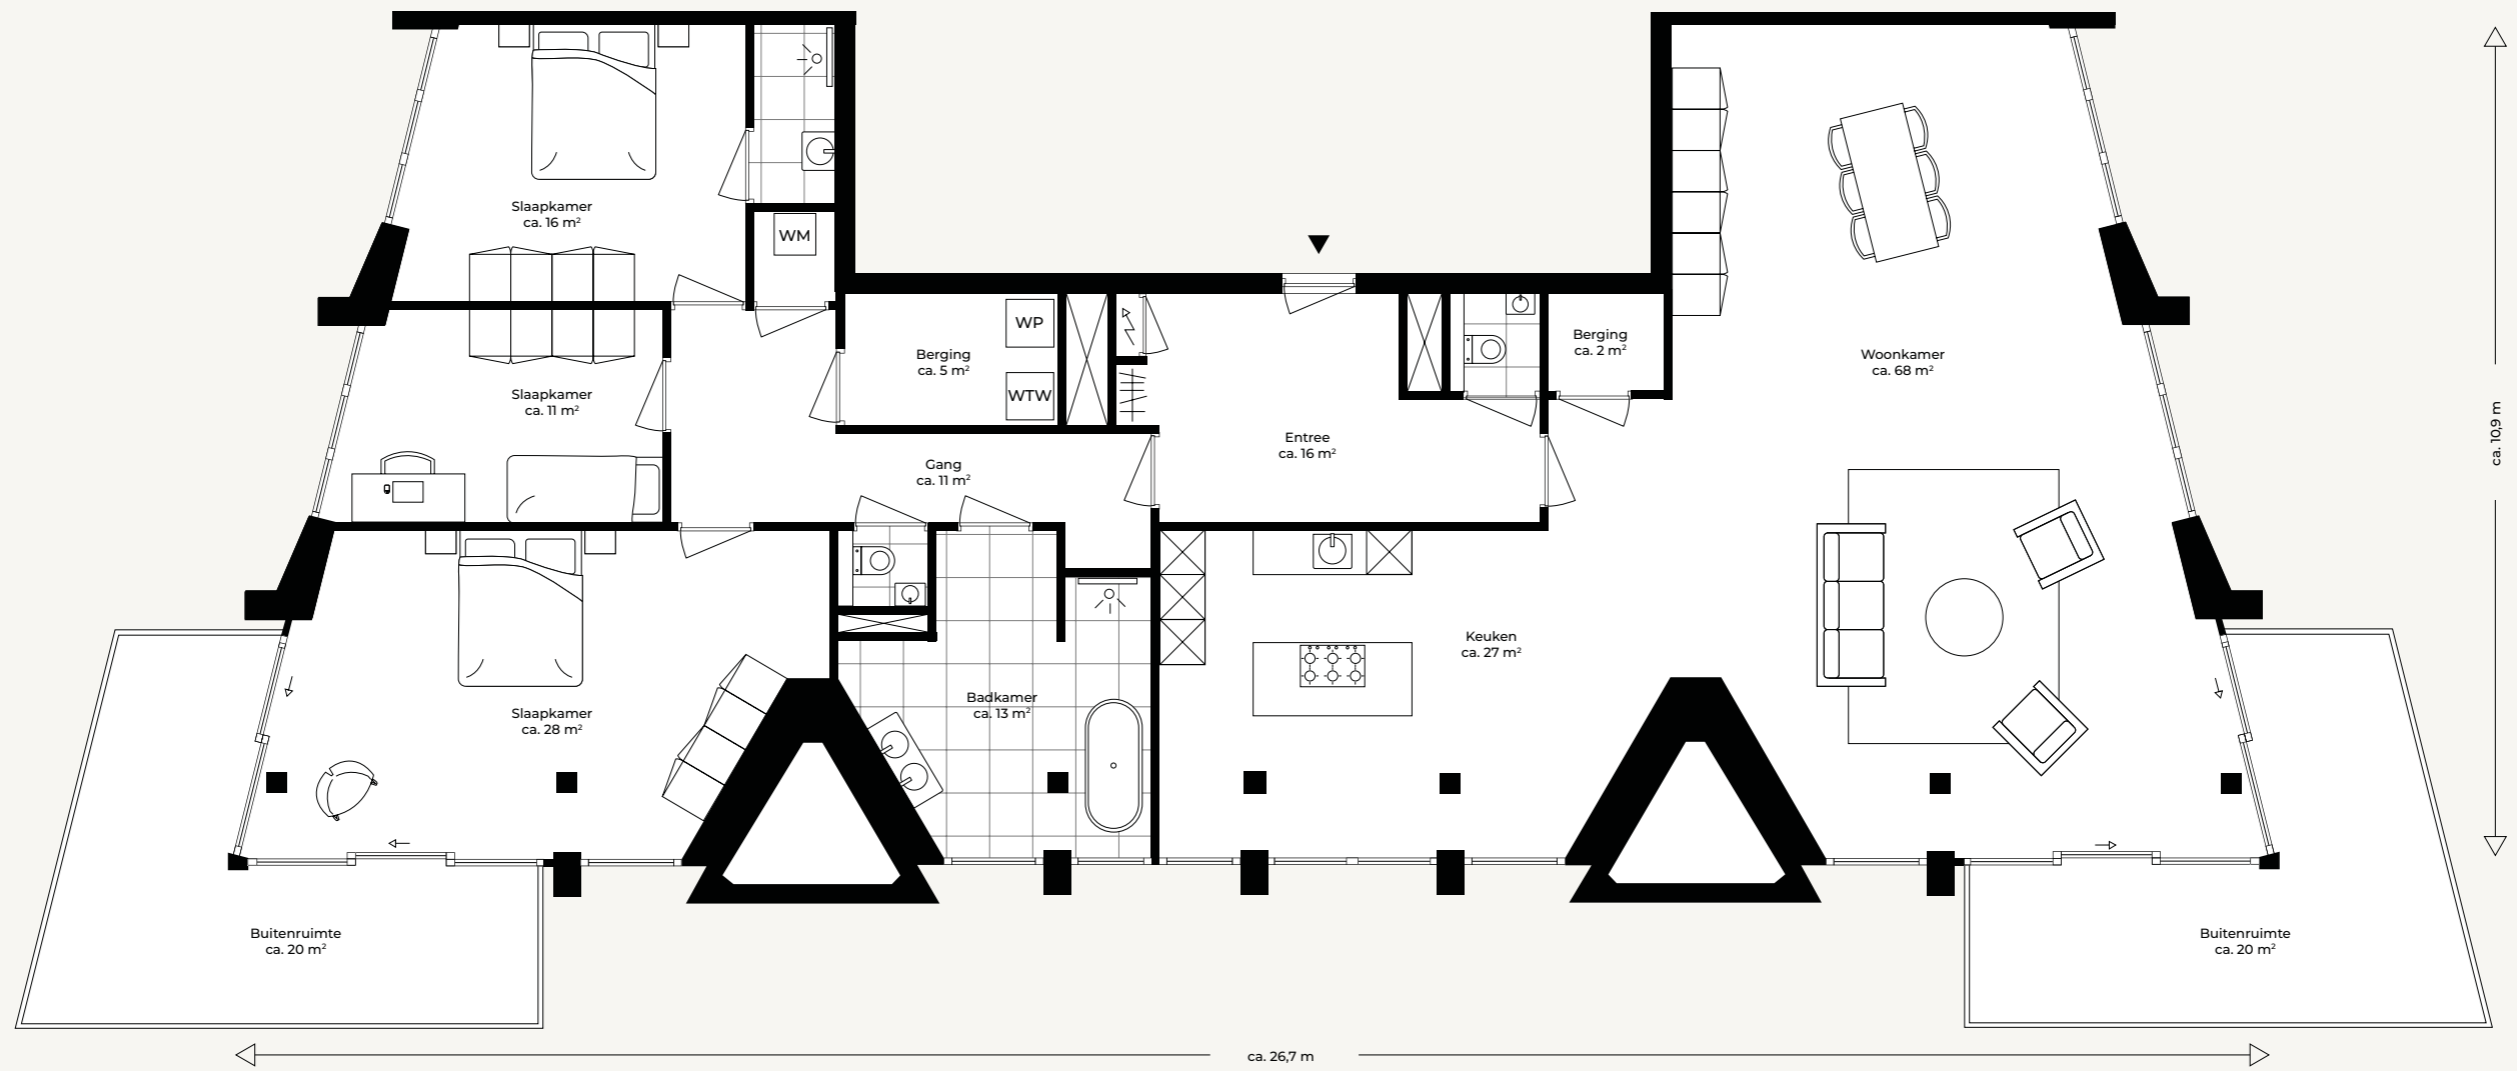 Slaapkamer
ca. 16 m²
WM
Slaapkamer
ca. 11 m²
Berging
ca. 5 m²
WP
WTW
Gang
ca. 11 m²
Entree
ca. 16 m²
Berging
ca. 2 m²
Woonkamer
ca. 68 m²
ca. 10,9 m
Slaapkamer
ca. 28 m²
Badkamer
ca. 13 m²
Keuken
ca. 27 m²
Buitenruimte
ca. 20 m²
Buitenruimte
ca. 20 m²
ca. 26,7 m